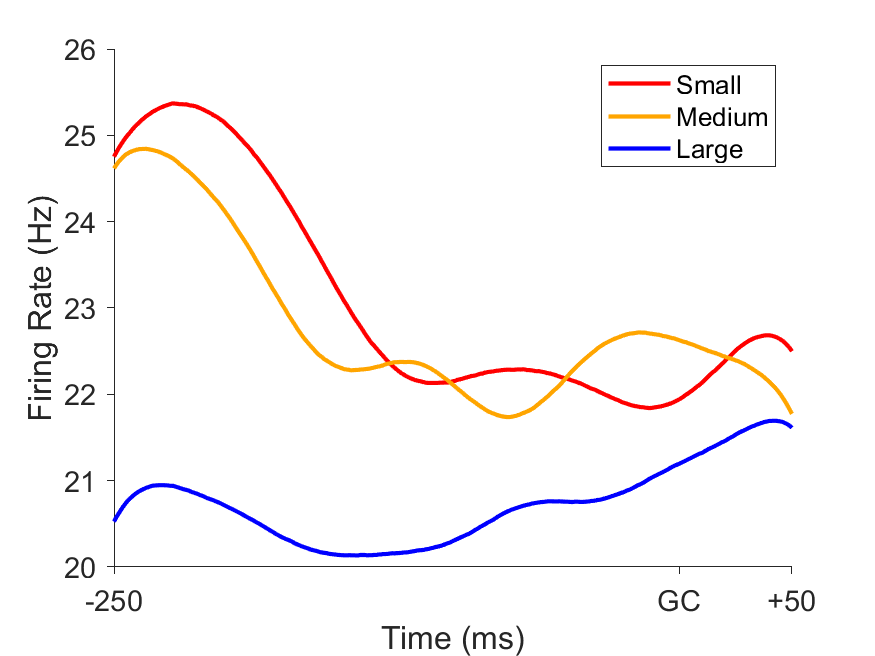 26
25
24
23
22
21
20
Firing Rate (Hz)
Small
Medium
Large
-250
GC
+50
Time (ms)